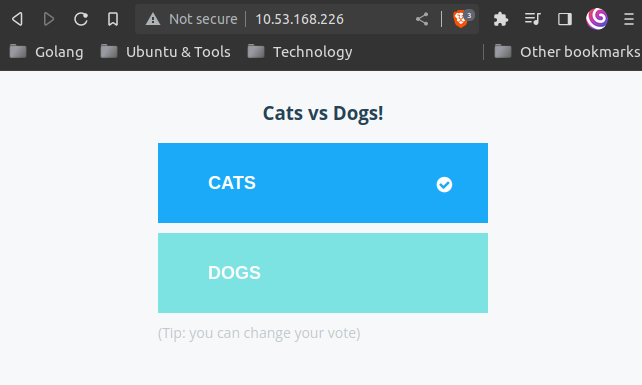 Not secure 10.53.168.226 3
Golang Ubuntu & Tools Technology Other bookmarks
Cats vs Dogs!
CATS
DOGS
(Tip: you can change your vote)